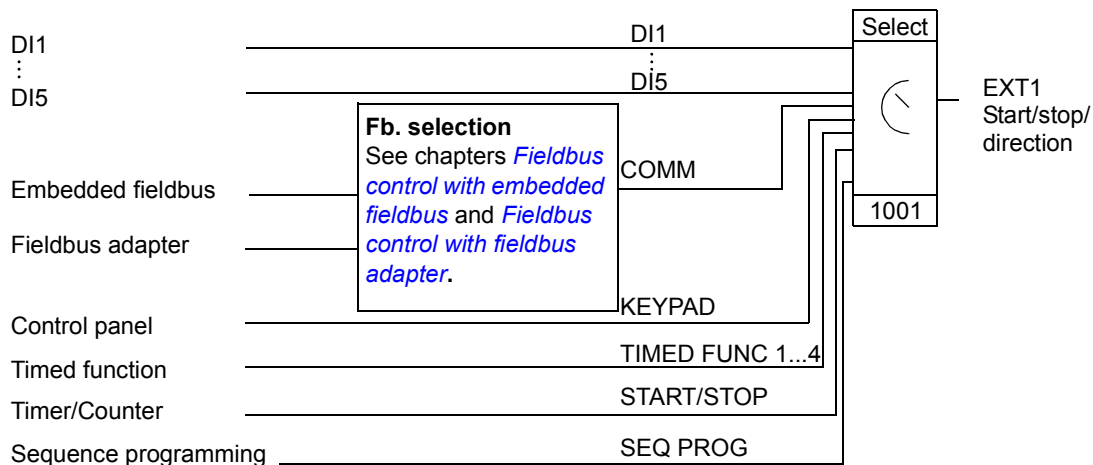 DI1
DI1
Select
DI5
DI5
EXT1
Start/stop/
direction
Fb. selection
See chapters Fieldbus
control with embedded
fieldbus and Fieldbus
control with fieldbus
adapter.
COMM
Embedded fieldbus
Fieldbus adapter
1001
Control panel
KEYPAD
Timed function
TIMED FUNC 1...4
Timer/Counter
START/STOP
Sequence programming
SEQ PROG